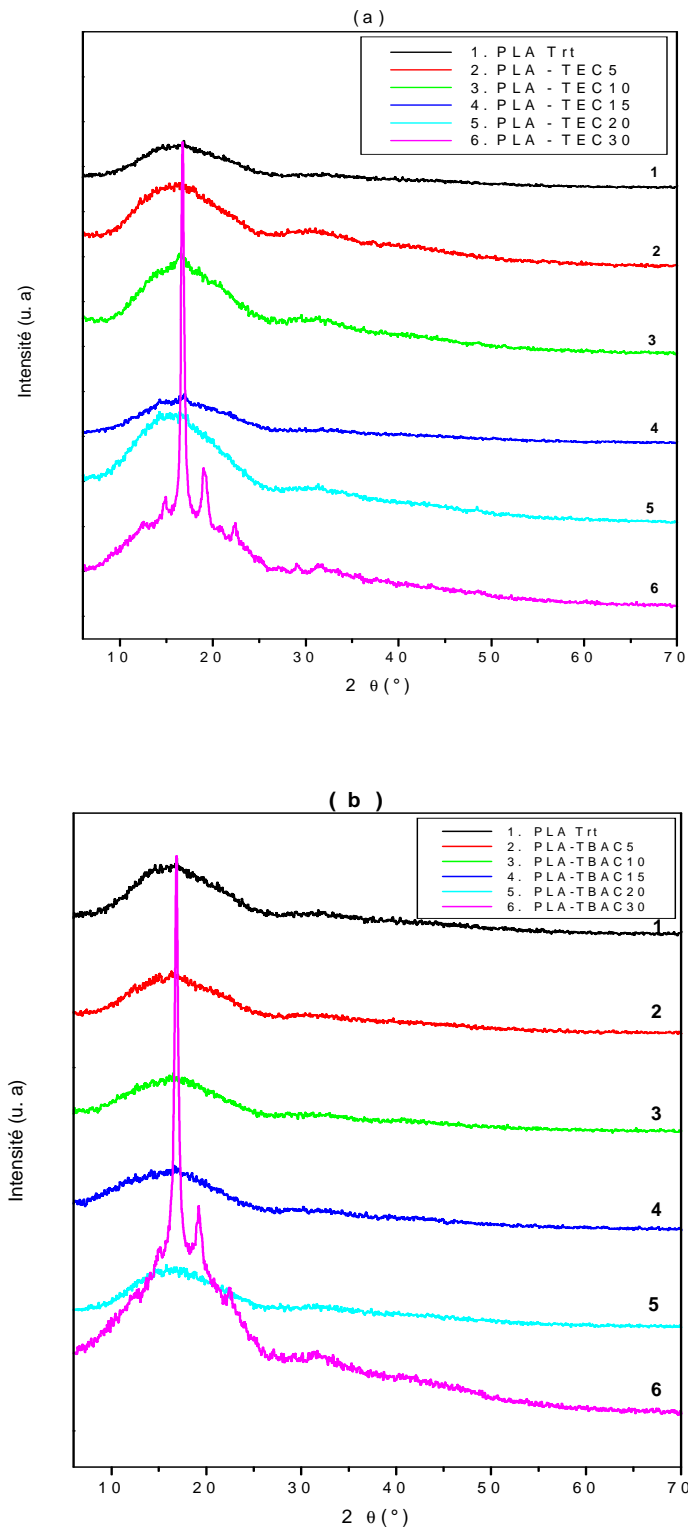 (a)
1. PLA Trt
2. PLA - TEC5
3. PLA - TEC10
4. PLA - TEC15
5. PLA - TEC20
6. PLA - TEC30
1
2
3
4
5
6
Intensité (u. a)
10 20 30 40 50 60 70
2 θ (°)
(b)
1. PLA Trt
2. PLA-TBAC5
3. PLA-TBAC10
4. PLA-TBAC15
5. PLA-TBAC20
6. PLA-TBAC30
1
2
3
4
5
6
Intensité (u. a)
10 20 30 40 50 60 70
2 θ (°)